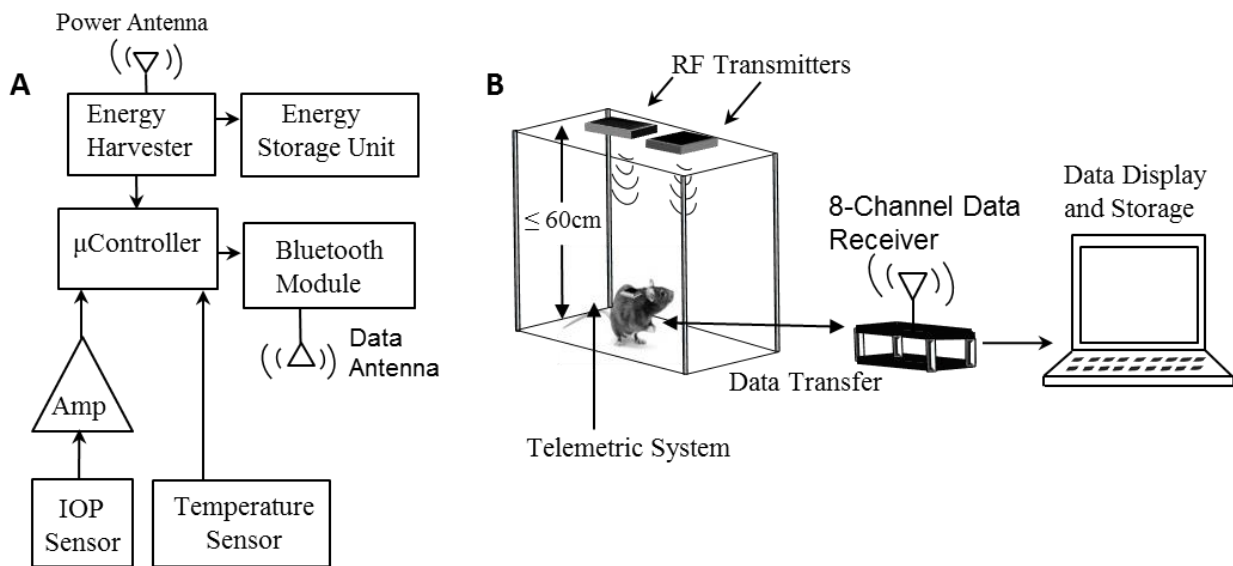 A
Power Antenna
Energy
Harvester
Energy
Storage Unit
µController
Bluetooth
Module
Data
Antenna
Amp
IOP
Sensor
Temperature
Sensor
B
RF Transmitters
≤ 60cm
8-Channel Data
Receiver
Data Display
and Storage
Data Transfer
Telemetric System